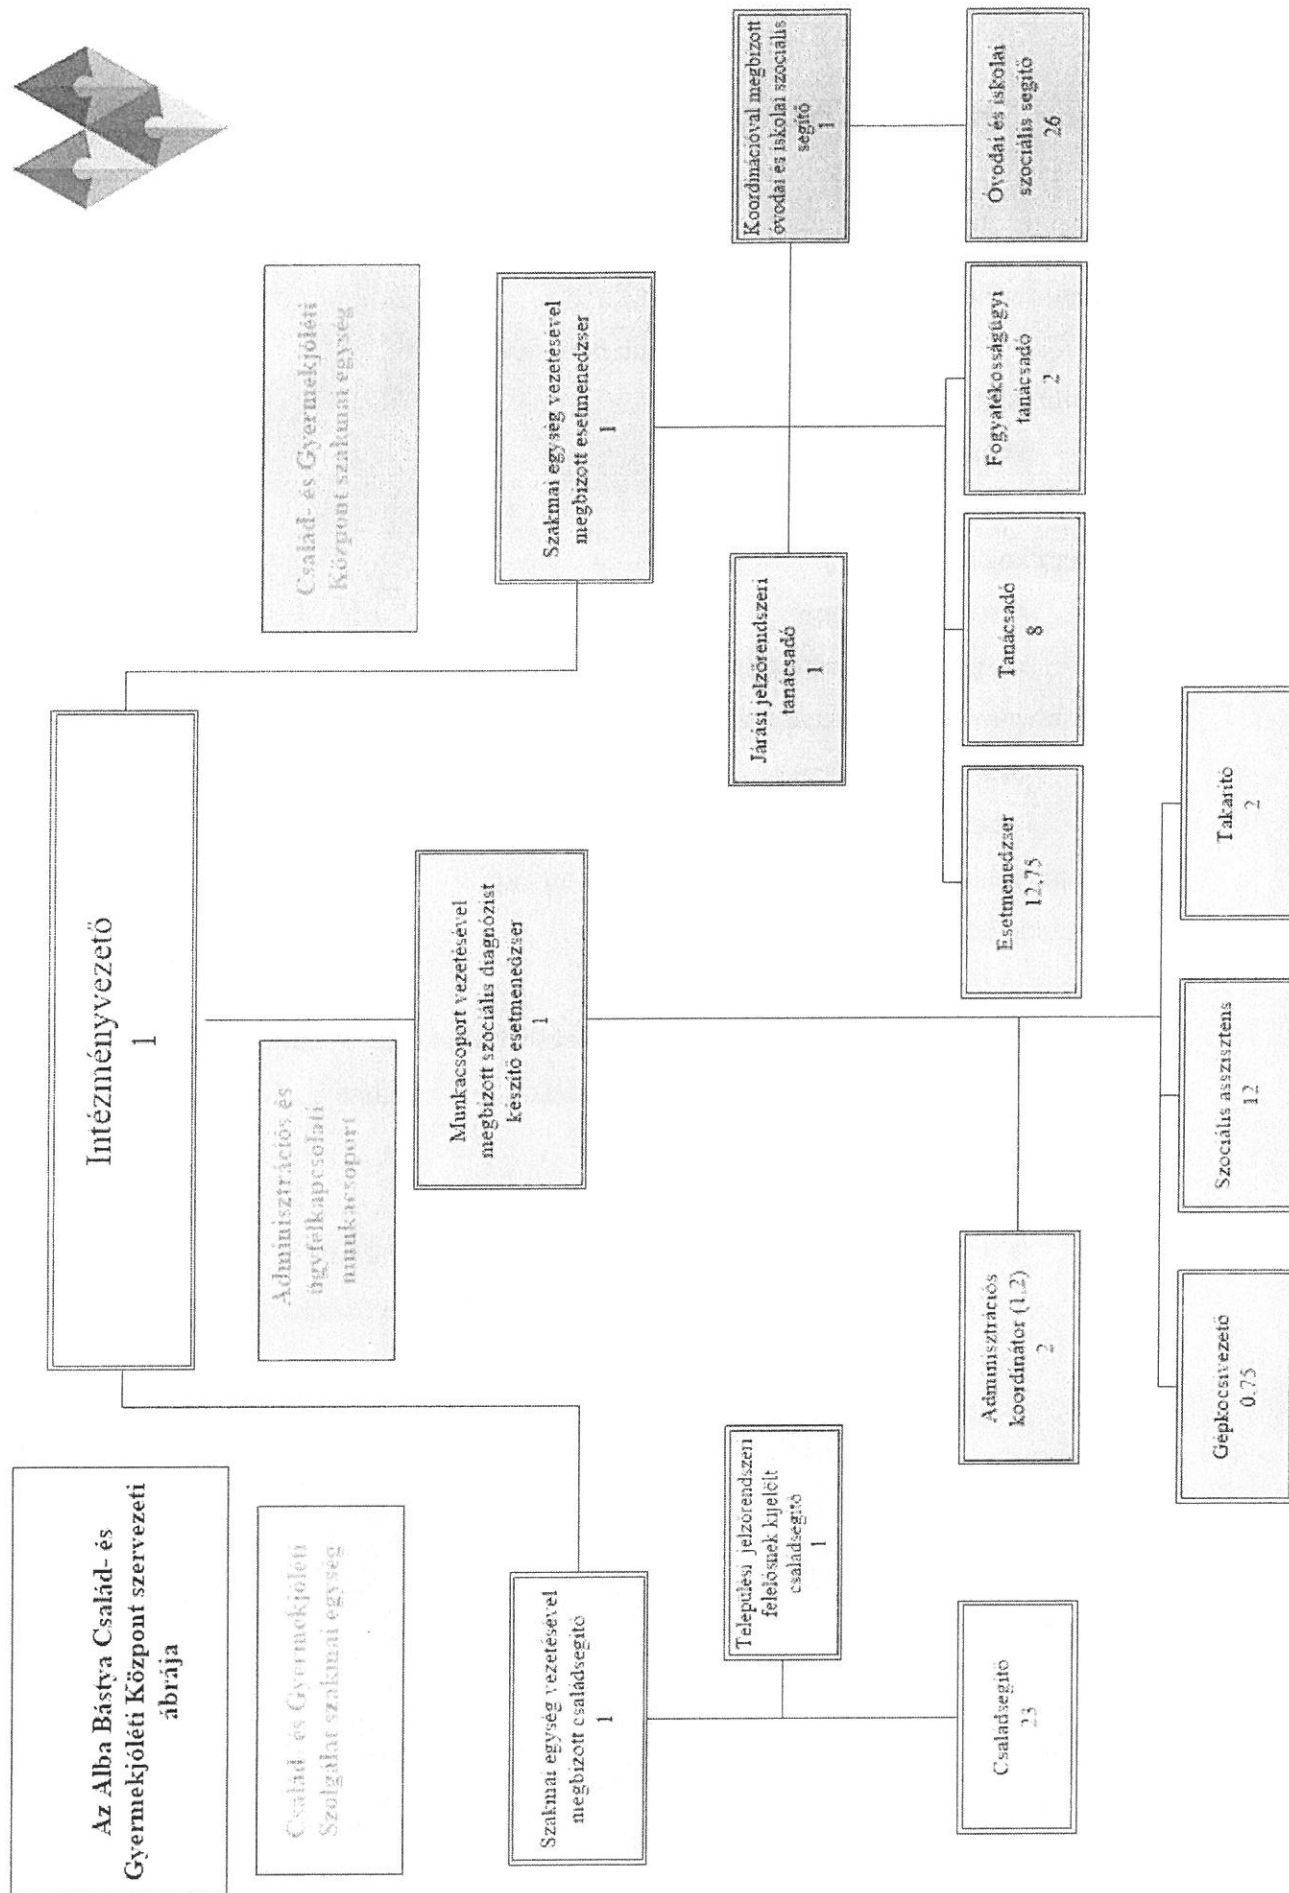 Az Alba Bástya Család- és
Gyermekjóléti Központ szervezeti
ábrája
Intézményvezető
1
Család- és Gyermekjóléti
Szolgálat szakmai egység
Adminisztrációs és
ügyfélkapcsolati
munkacsoport
Család- és Gyermekjóléti
Központ szakmai egység
Szakmai egység vezetésével
megbízott családsegítő
1
Munkacsoport vezetésével
megbízott szociális diagnózist
készítő esetmenedzser
1
Szakmai egység vezetésével
megbízott esetmenedzser
1
Települési jelzőrendszeri
felelősnek kijelölt
családsegítő
1
Járási jelzőrendszeri
tanácsadó
1
Koordinációval megbízott
óvodai és iskolai szociális
segítő
1
Családsegítő
23
Adminisztrációs
koordinátor (1,2)
2
Esetmenedzser
12,75
Tanácsadó
8
Fogyatékosságügyi
tanácsadó
2
Óvodai és iskolai
szociális segítő
26
Gépkocsivezető
0,75
Szociális asszisztens
12
Takarító
2